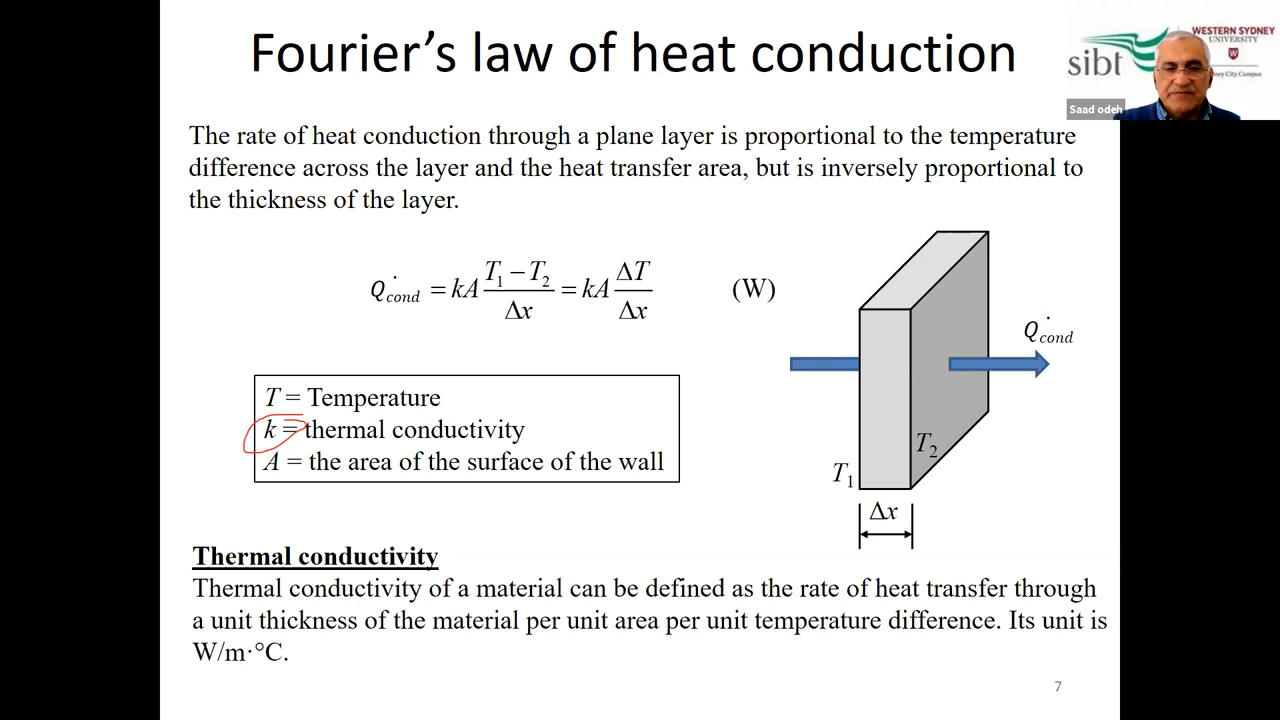 Fourier’s law of heat conduction
WESTERN SYDNEY
UNIVERSITY
W
sibt
ney City Campus
Saad odeh
The rate of heat conduction through a plane layer is proportional to the temperature
difference across the layer and the heat transfer area, but is inversely proportional to
the thickness of the layer.
Q̇cond = kA (T₁ − T₂)/Δx = kA ΔT/Δx (W)
Q̇cond
T = Temperature
k = thermal conductivity
A = the area of the surface of the wall
T₂
T₁
Δx
Thermal conductivity
Thermal conductivity of a material can be defined as the rate of heat transfer through
a unit thickness of the material per unit area per unit temperature difference. Its unit is
W/m·°C.
7